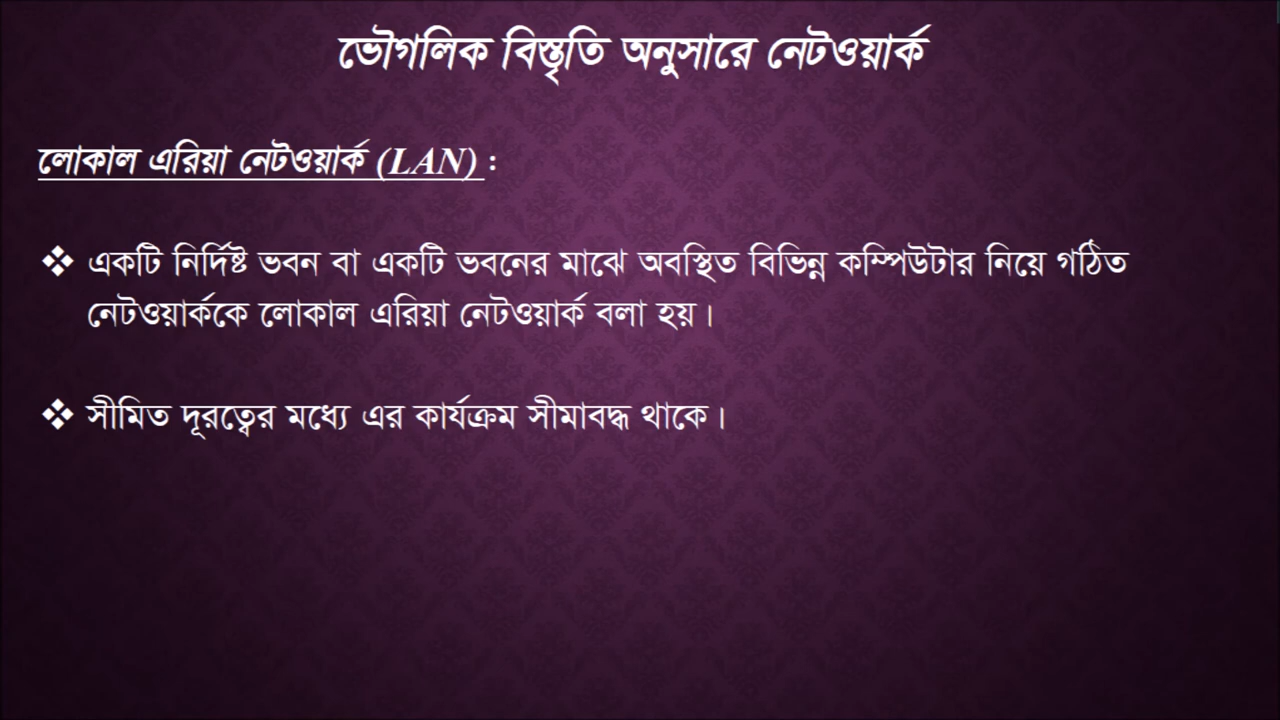 ভৌগলিক বিস্তৃতি অনুসারে নেটওয়ার্ক
লোকাল এরিয়া নেটওয়ার্ক (LAN) :
❖ একটি নির্দিষ্ট ভবন বা একটি ভবনের মাঝে অবস্থিত বিভিন্ন কম্পিউটার নিয়ে গঠিত
নেটওয়ার্ককে লোকাল এরিয়া নেটওয়ার্ক বলা হয়।
❖ সীমিত দূরত্বের মধ্যে এর কার্যক্রম সীমাবদ্ধ থাকে।